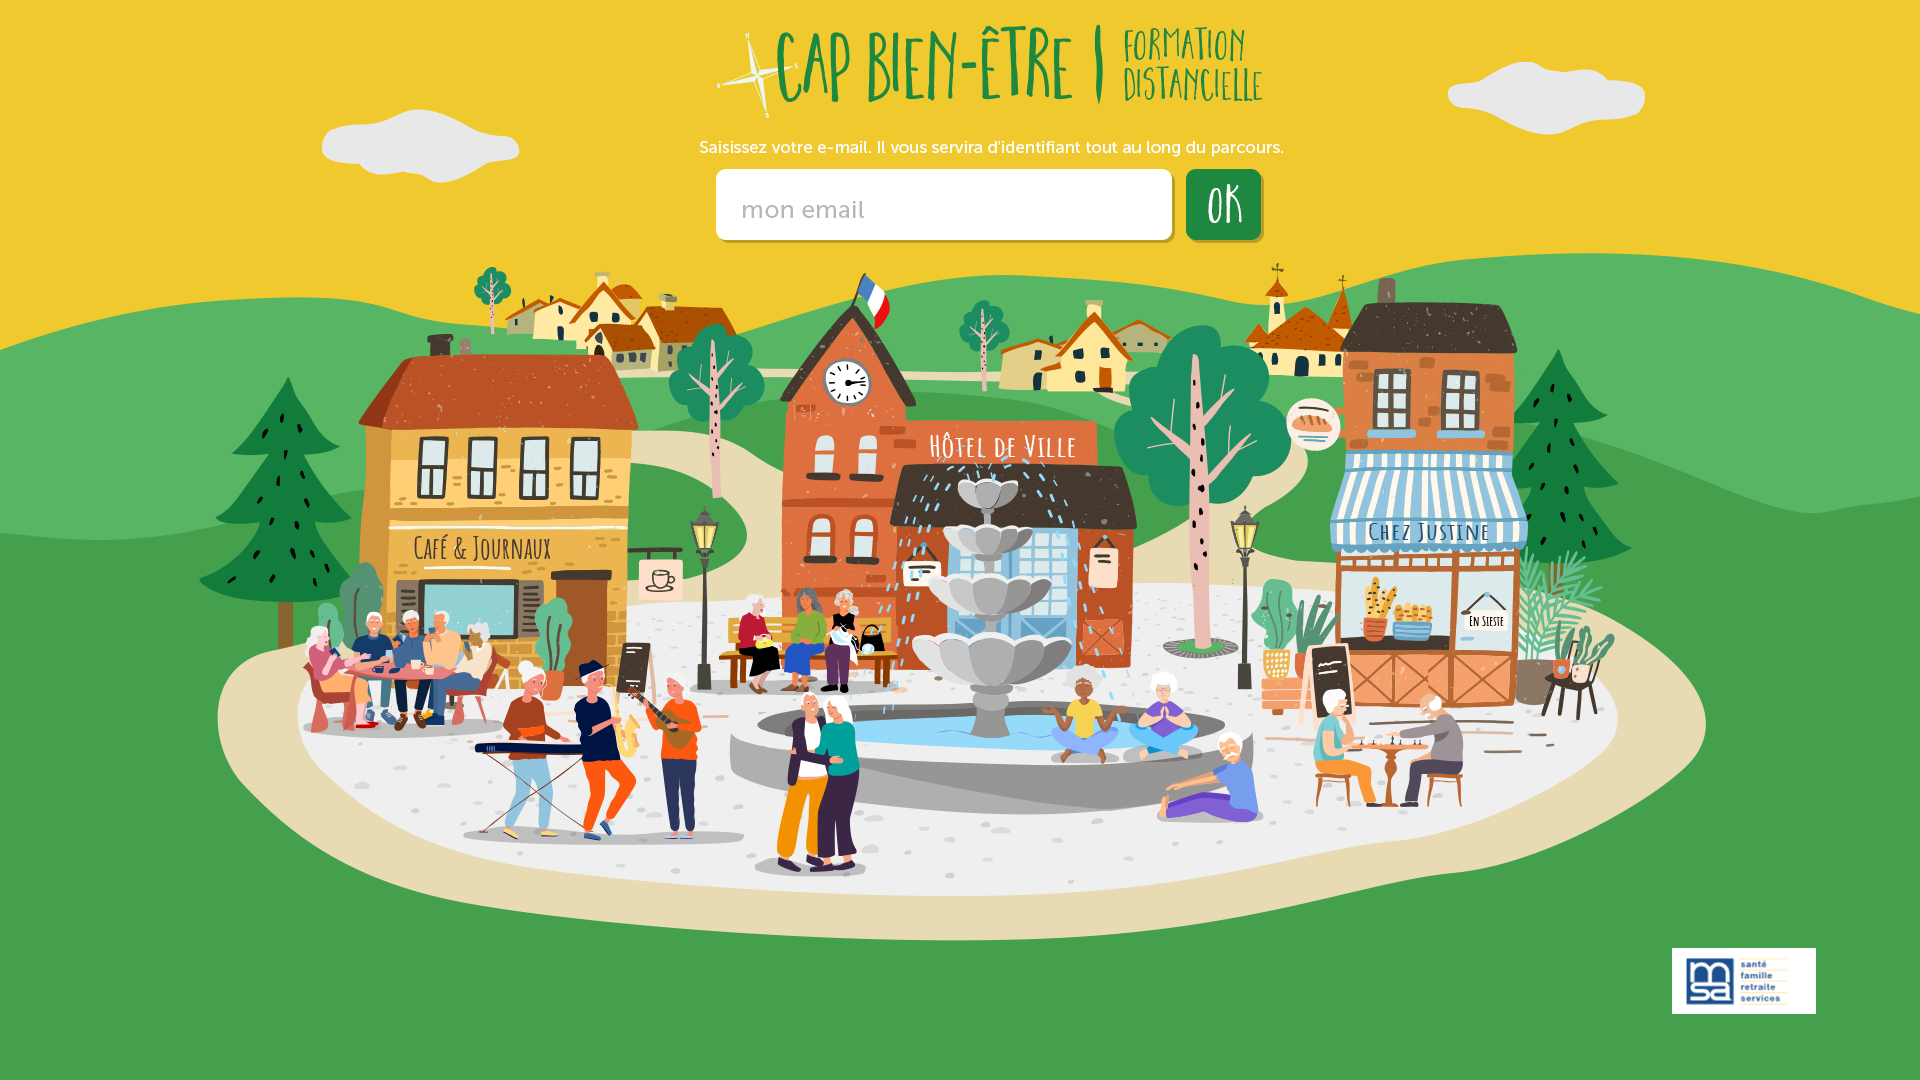 CAP BIEN-ÊTRE
FORMATION
DISTANCIELLE
Saisissez votre e-mail. Il vous servira d'identifiant tout au long du parcours.
mon email
OK
HÔTEL DE VILLE
CHEZ JUSTINE
CAFÉ & JOURNAUX
EN SIESTE
msa
santé
famille
retraite
services